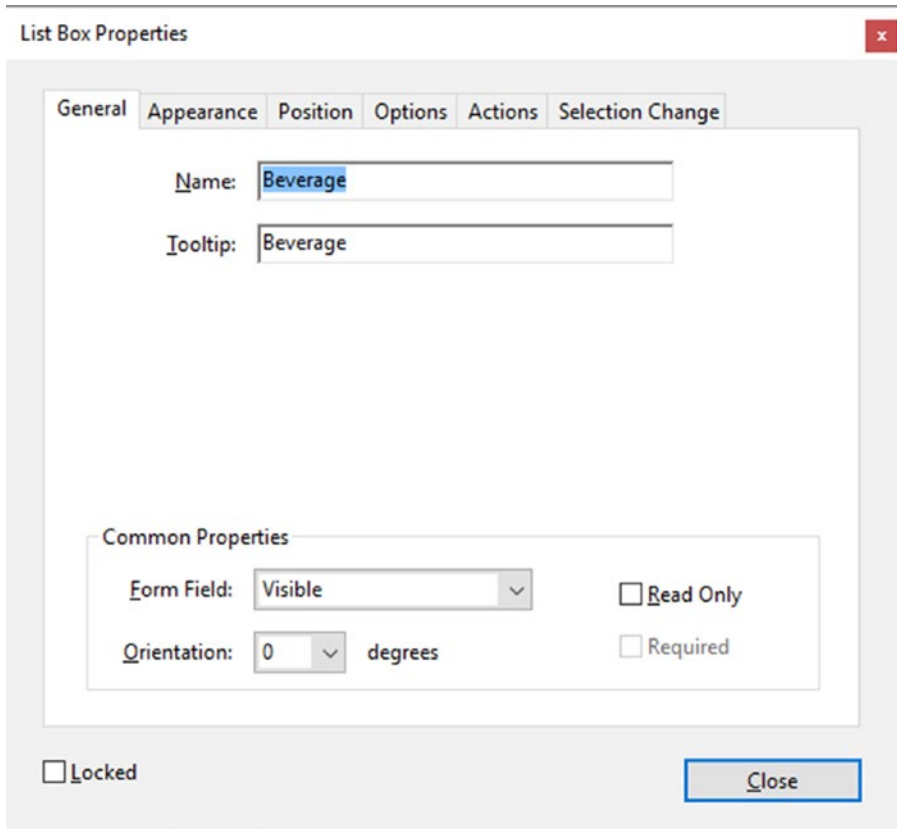 List Box Properties
x
General Appearance Position Options Actions Selection Change
Name: Beverage
Tooltip: Beverage
Common Properties
Form Field: Visible Read Only
Orientation: 0 degrees Required
Locked Close